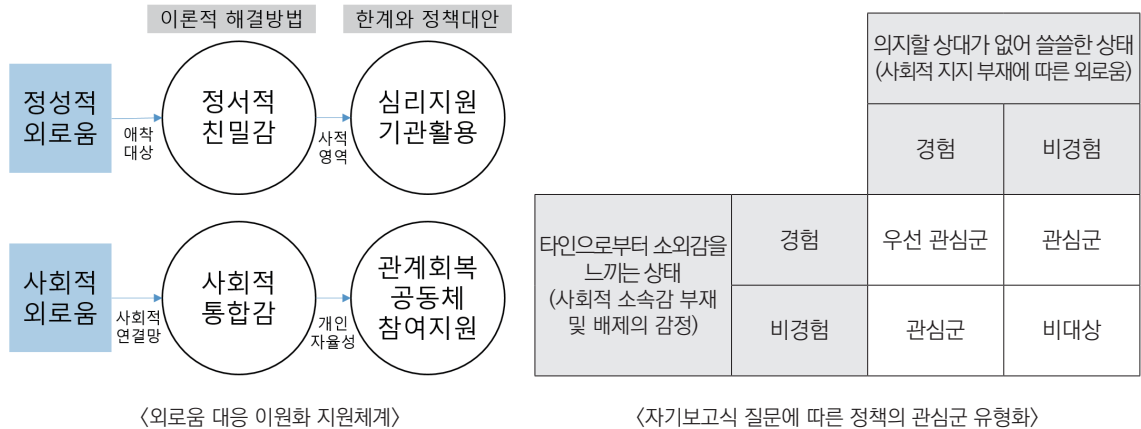 이론적 해결방법
한계와 정책대안
정성적
외로움
애착
대상
정서적
친밀감
사적
영역
심리지원
기관활용
사회적
외로움
사회적
연결망
사회적
통합감
개인
자율성
관계회복
공동체
참여지원
〈외로움 대응 이원화 지원체계〉
의지할 상대가 없어 쓸쓸한 상태
(사회적 지지 부재에 따른 외로움)
경험
비경험
타인으로부터 소외감을
느끼는 상태
(사회적 소속감 부재
및 배제의 감정)
경험
우선 관심군
관심군
비경험
관심군
비대상
〈자기보고식 질문에 따른 정책의 관심군 유형화〉